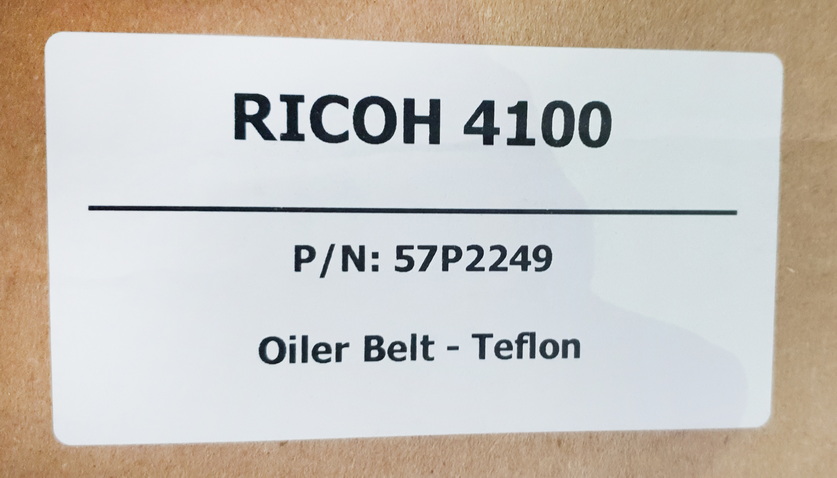 RICOH 4100
P/N: 57P2249
Oiler Belt - Teflon